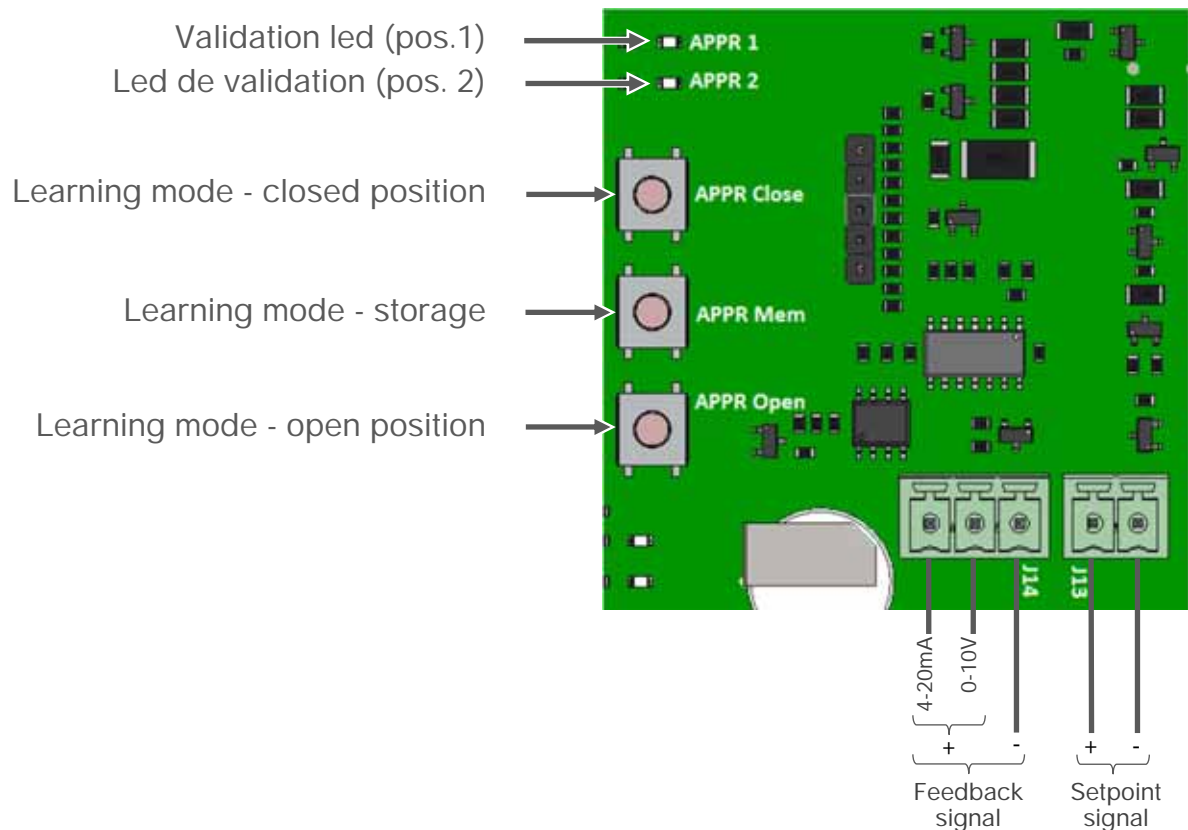 Validation led (pos.1)
APPR 1
Led de validation (pos. 2)
APPR 2
Learning mode - closed position
APPR Close
Learning mode - storage
APPR Mem
Learning mode - open position
APPR Open
J14
J13
4-20mA
0-10V
+
-
+
-
Feedback
signal
Setpoint
signal